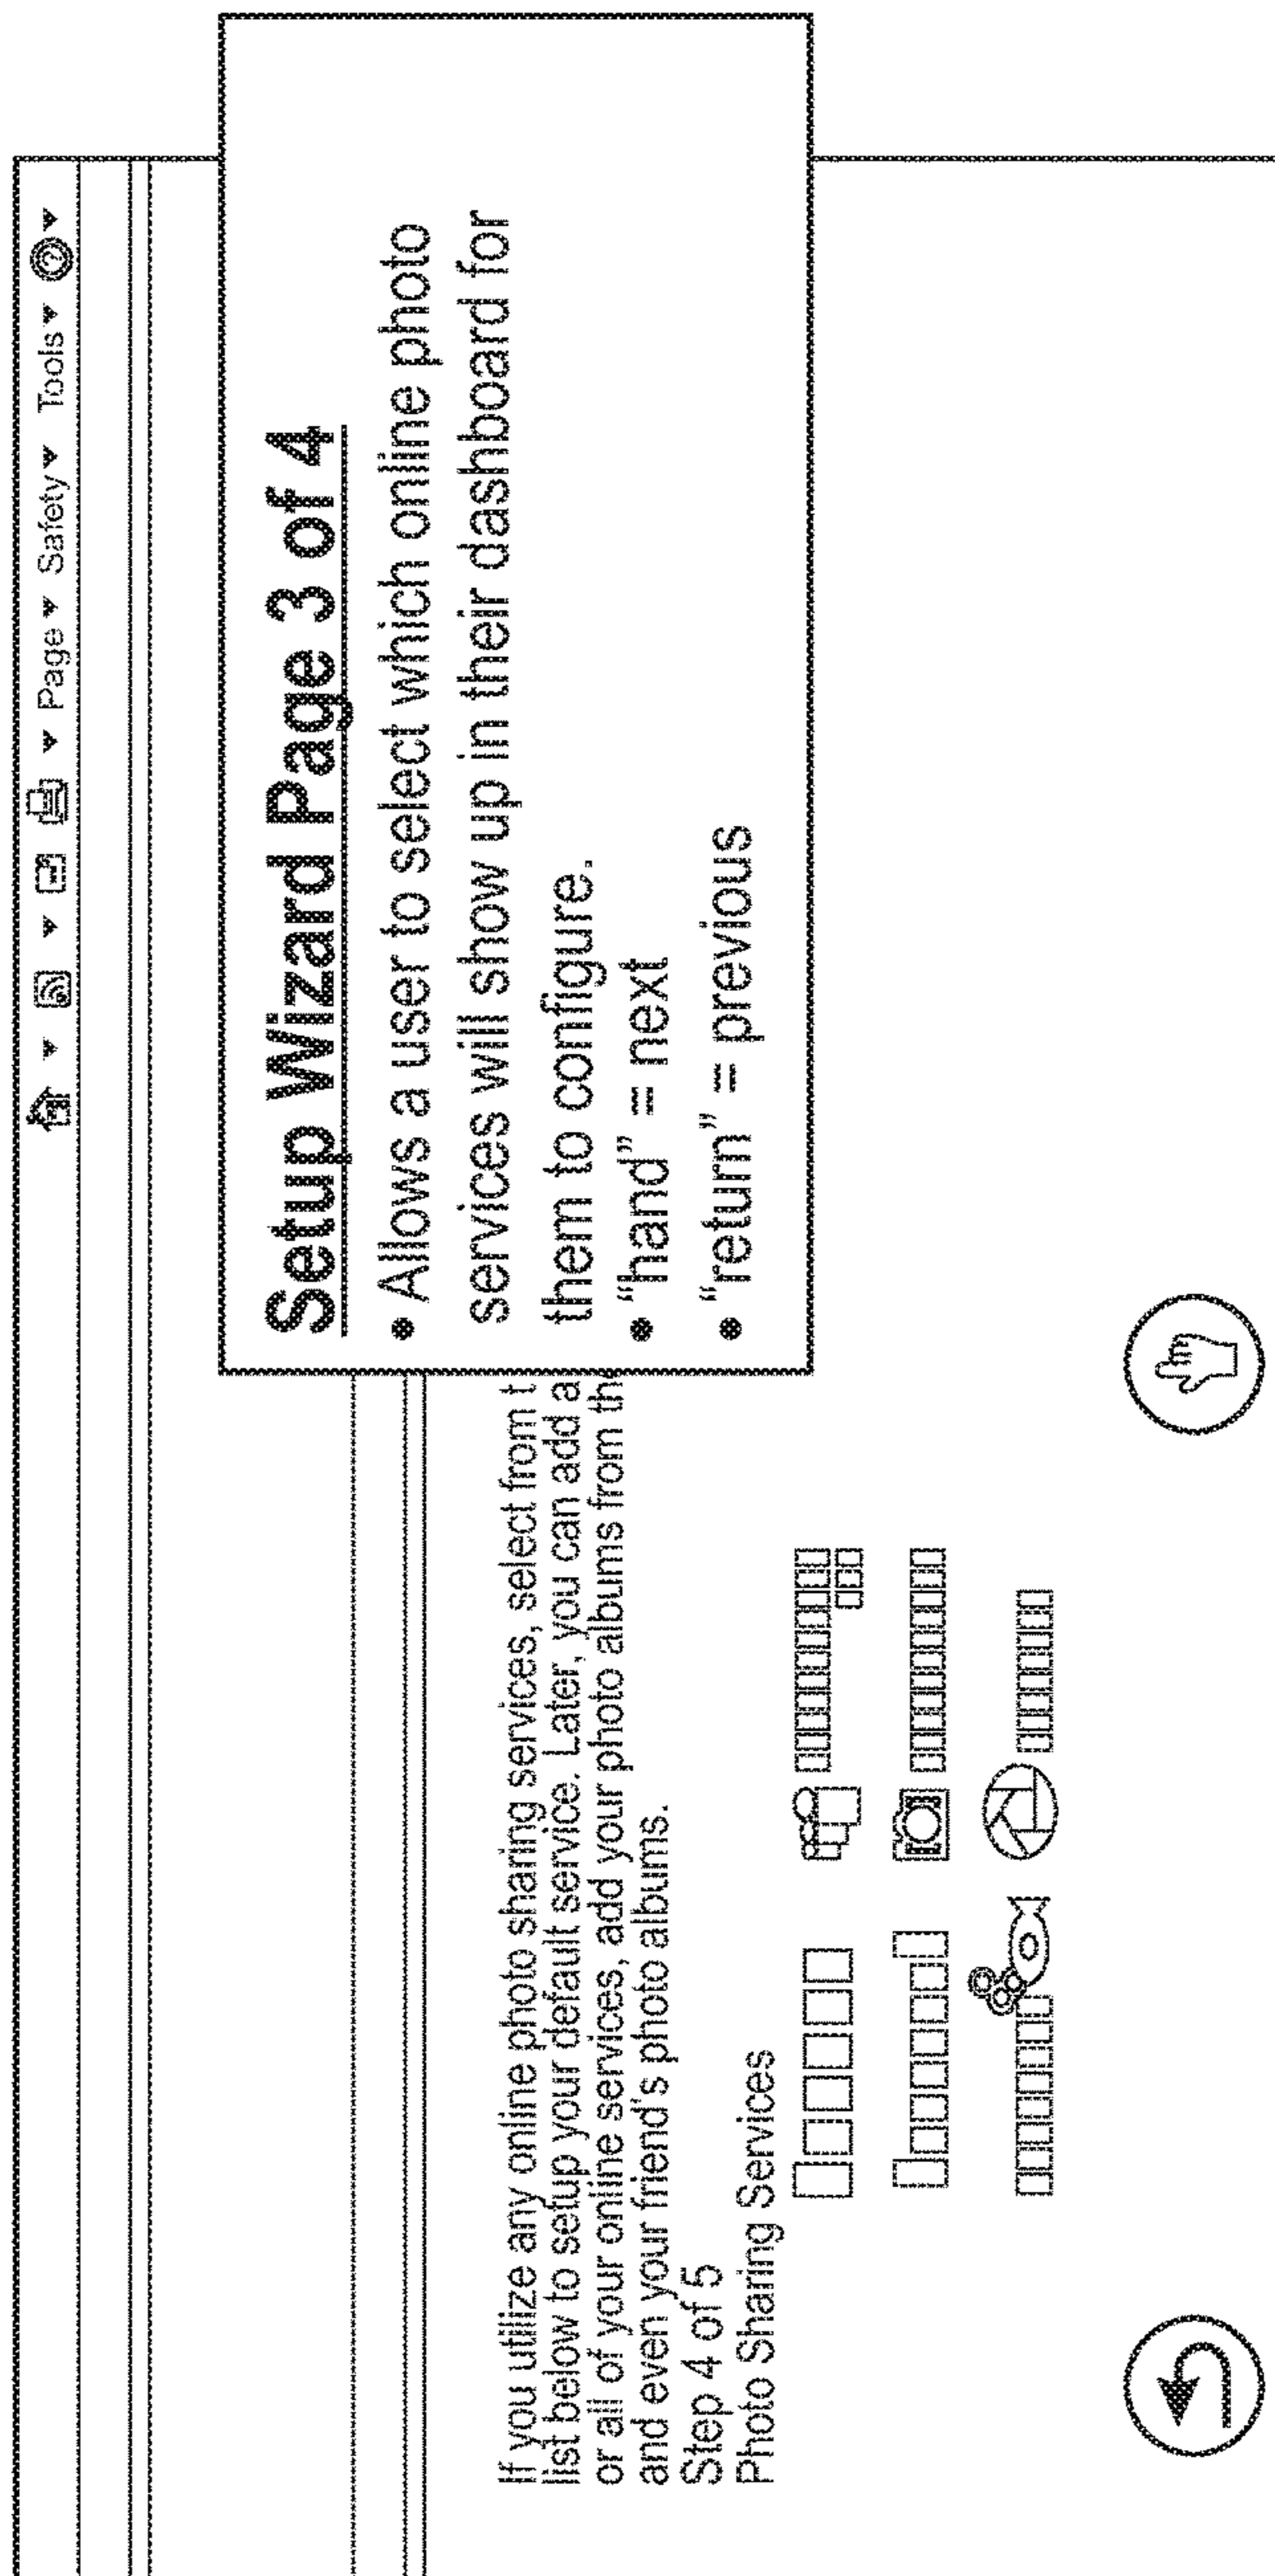 Page Safety Tools
Setup Wizard Page 3 of 4
• Allows a user to select which online photo
services will show up in their dashboard for
them to configure.
• “hand” = next
• “return” = previous
If you utilize any online photo sharing services, select from t
list below to setup your default service. Later, you can add a
or all of your online services, add your photo albums from the
and even your friend's photo albums.
Step 4 of 5
Photo Sharing Services